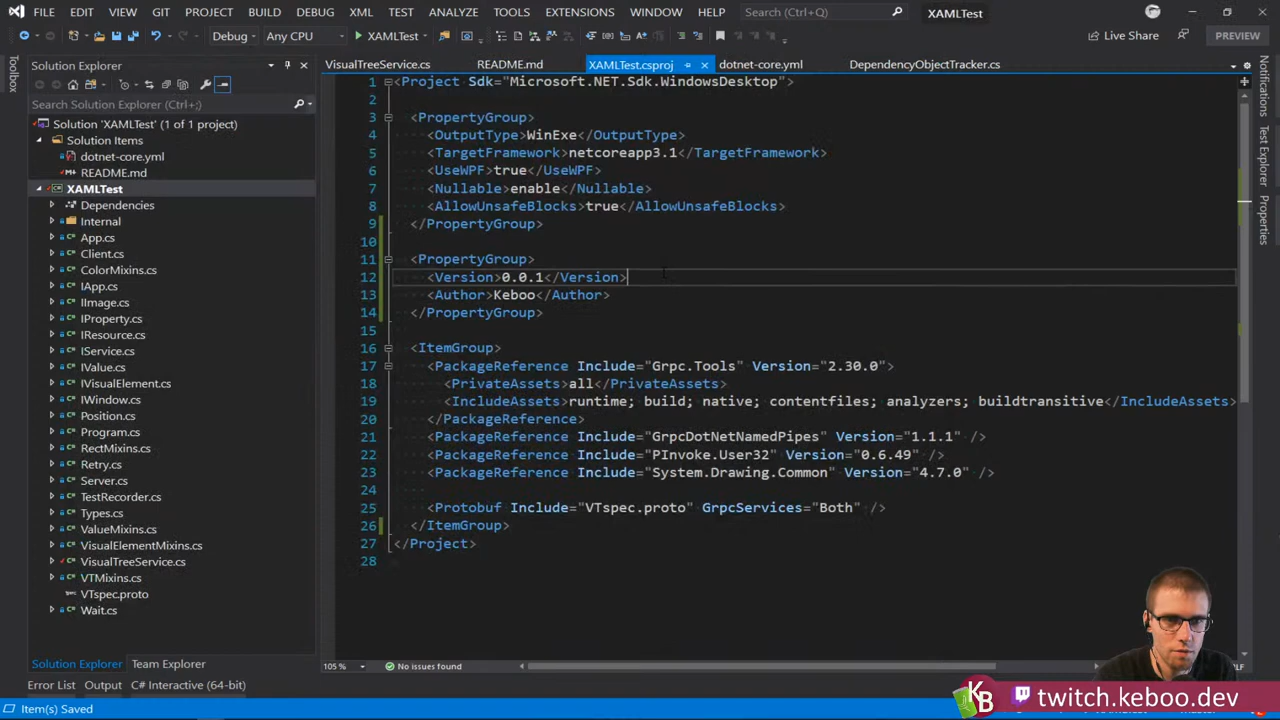 FILE EDIT VIEW GIT PROJECT BUILD DEBUG XML TEST ANALYZE TOOLS EXTENSIONS WINDOW HELP Search (Ctrl+Q) XAMLTest
Debug Any CPU XAMLTest Live Share PREVIEW
Toolbox
Solution Explorer
Search Solution Explorer (Ctrl+;)
Solution 'XAMLTest' (1 of 1 project)
Solution Items
dotnet-core.yml
README.md
XAMLTest
Dependencies
Internal
App.cs
Client.cs
ColorMixins.cs
IApp.cs
IImage.cs
IProperty.cs
IResource.cs
IService.cs
IValue.cs
IVisualElement.cs
IWindow.cs
Position.cs
Program.cs
RectMixins.cs
Retry.cs
Server.cs
TestRecorder.cs
Types.cs
ValueMixins.cs
VisualElementMixins.cs
VisualTreeService.cs
VTMixins.cs
VTspec.proto
Wait.cs
Solution Explorer Team Explorer
VisualTreeService.cs README.md XAMLTest.csproj dotnet-core.yml DependencyObjectTracker.cs
1 <Project Sdk="Microsoft.NET.Sdk.WindowsDesktop">
2
3 <PropertyGroup>
4 <OutputType>WinExe</OutputType>
5 <TargetFramework>netcoreapp3.1</TargetFramework>
6 <UseWPF>true</UseWPF>
7 <Nullable>enable</Nullable>
8 <AllowUnsafeBlocks>true</AllowUnsafeBlocks>
9 </PropertyGroup>
10
11 <PropertyGroup>
12 <Version>0.0.1</Version>
13 <Author>Keboo</Author>
14 </PropertyGroup>
15
16 <ItemGroup>
17 <PackageReference Include="Grpc.Tools" Version="2.30.0">
18 <PrivateAssets>all</PrivateAssets>
19 <IncludeAssets>runtime; build; native; contentfiles; analyzers; buildtransitive</IncludeAssets>
20 </PackageReference>
21 <PackageReference Include="GrpcDotNetNamedPipes" Version="1.1.1" />
22 <PackageReference Include="PInvoke.User32" Version="0.6.49" />
23 <PackageReference Include="System.Drawing.Common" Version="4.7.0" />
24
25 <Protobuf Include="VTspec.proto" GrpcServices="Both" />
26 </ItemGroup>
27 </Project>
28
Test Explorer
Properties
105 % No issues found
Error List Output C# Interactive (64-bit)
Item(s) Saved
KB twitch.keboo.dev